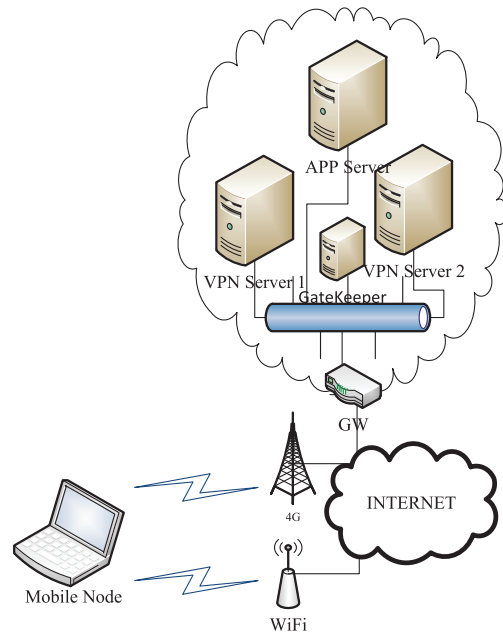 APP Server
VPN Server 1
VPN Server 2
GateKeeper
GW
4G
INTERNET
Mobile Node
WiFi